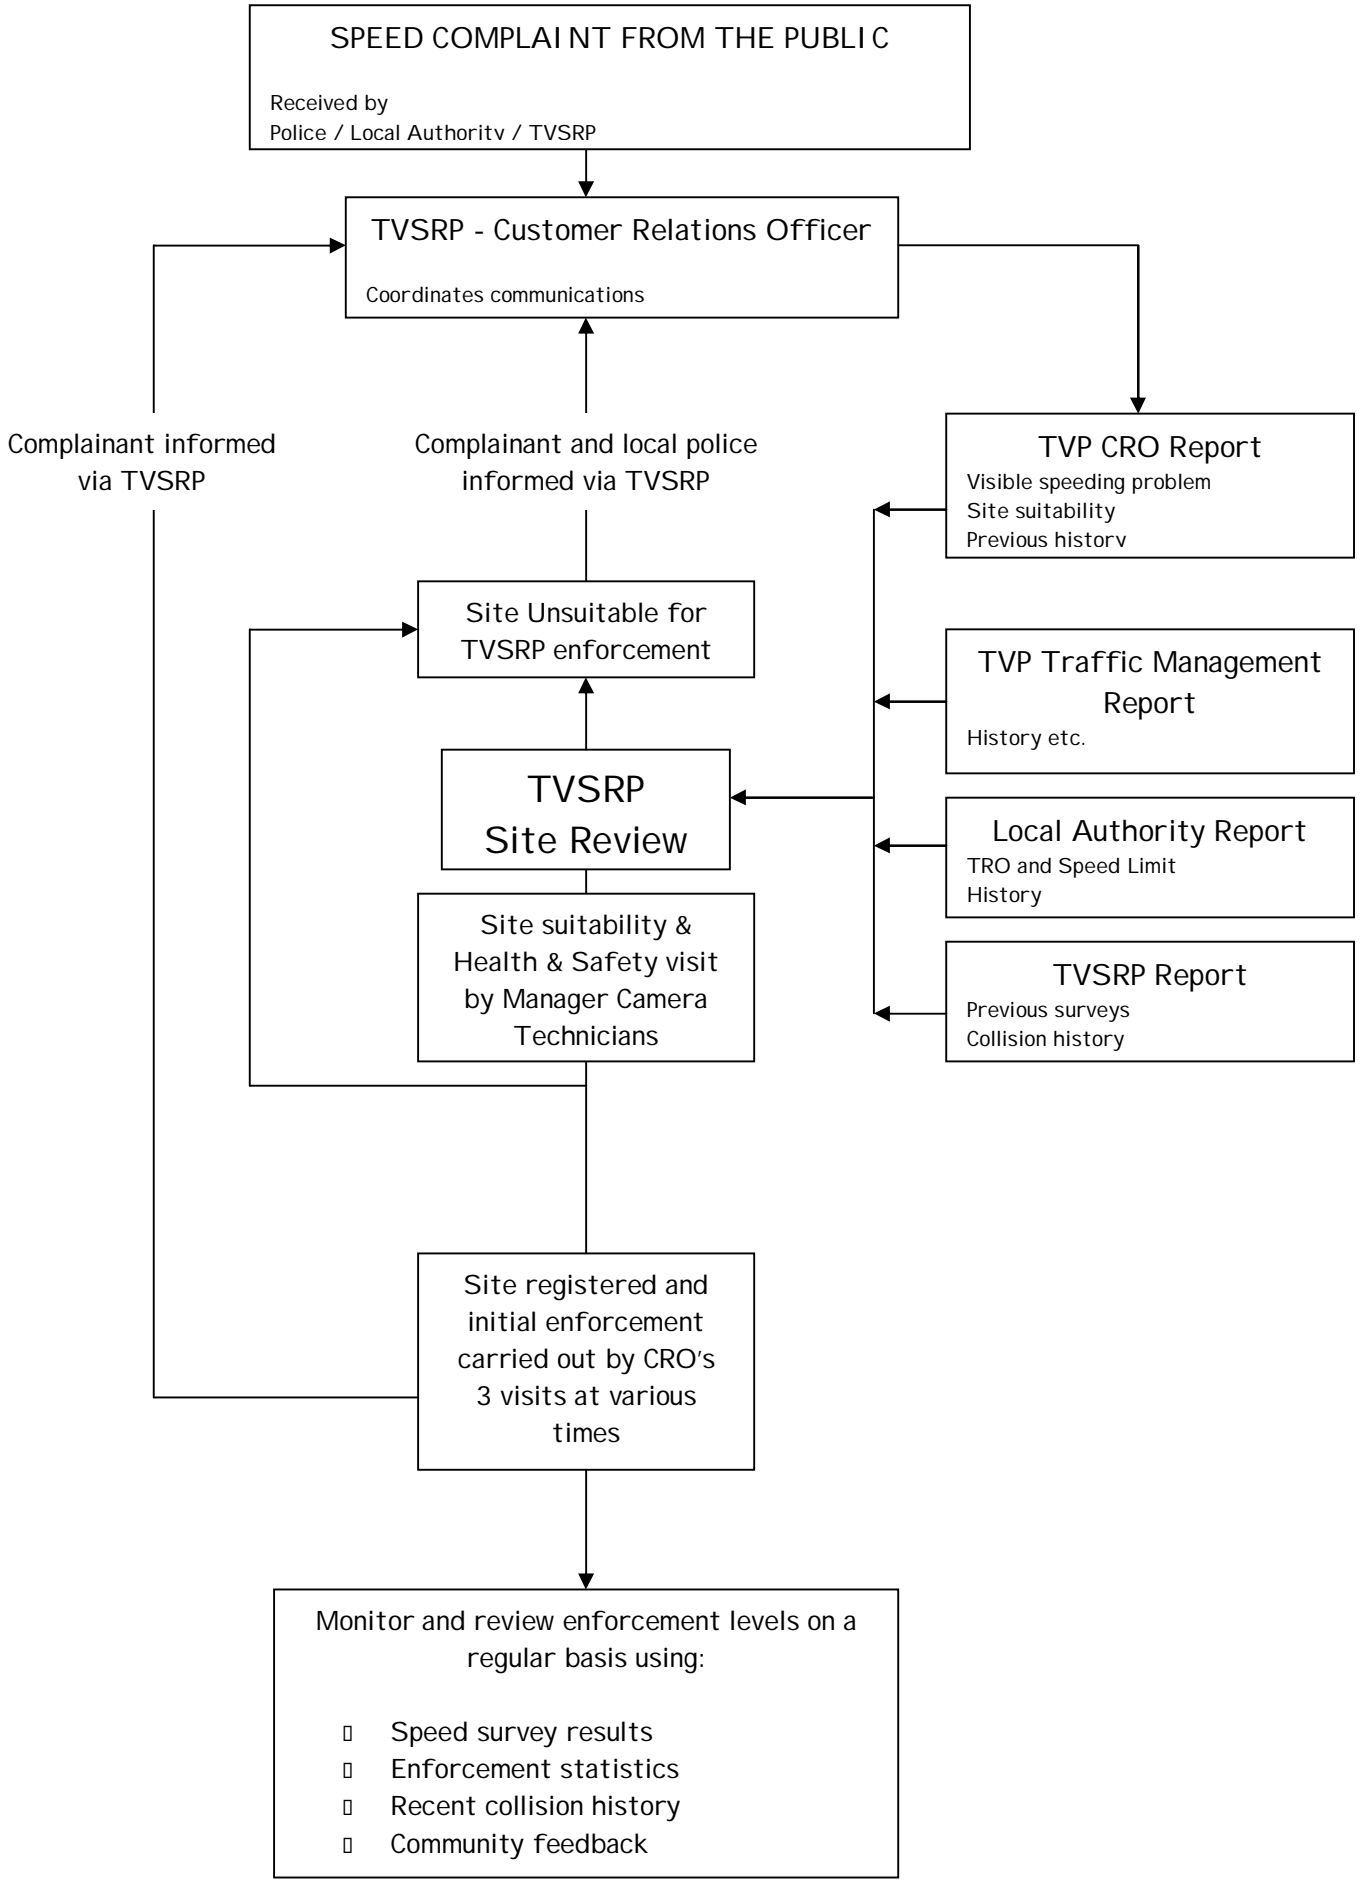 SPEED COMPLAINT FROM THE PUBLIC
Received by
Police / Local Authority / TVSRP
TVSRP - Customer Relations Officer
Coordinates communications
Complainant informed
via TVSRP
Complainant and local police
informed via TVSRP
TVP CRO Report
Visible speeding problem
Site suitability
Previous history
Site Unsuitable for
TVSRP enforcement
TVP Traffic Management
Report
History etc.
TVSRP
Site Review
Local Authority Report
TRO and Speed Limit
History
Site suitability &
Health & Safety visit
by Manager Camera
Technicians
TVSRP Report
Previous surveys
Collision history
Site registered and
initial enforcement
carried out by CRO's
3 visits at various
times
Monitor and review enforcement levels on a
regular basis using:
▯ Speed survey results
▯ Enforcement statistics
▯ Recent collision history
▯ Community feedback